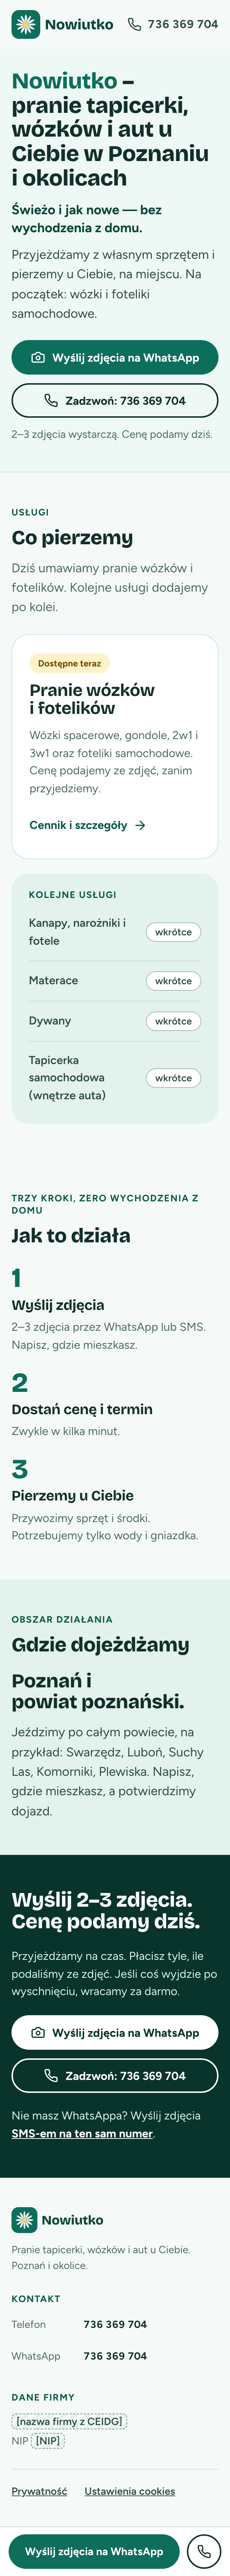 Nowiutko
736 369 704
Nowiutko –
pranie tapicerki,
wózków i aut u
Ciebie w Poznaniu
i okolicach
Świeżo i jak nowe — bez
wychodzenia z domu.
Przyjeżdżamy z własnym sprzętem i
pierzemy u Ciebie, na miejscu. Na
początek: wózki i foteliki
samochodowe.
Wyślij zdjęcia na WhatsApp
Zadzwoń: 736 369 704
2–3 zdjęcia wystarczą. Cenę podamy dziś.
USŁUGI
Co pierzemy
Dziś umawiamy pranie wózków i
fotelików. Kolejne usługi dodajemy
po kolei.
Dostępne teraz
Pranie wózków
i fotelików
Wózki spacerowe, gondole, 2w1 i
3w1 oraz foteliki samochodowe.
Cenę podajemy ze zdjęć, zanim
przyjedziemy.
Cennik i szczegóły →
KOLEJNE USŁUGI
Kanapy, narożniki i
fotele
wkrótce
Materace
wkrótce
Dywany
wkrótce
Tapicerka
samochodowa
(wnętrze auta)
wkrótce
TRZY KROKI, ZERO WYCHODZENIA Z
DOMU
Jak to działa
1
Wyślij zdjęcia
2–3 zdjęcia przez WhatsApp lub SMS.
Napisz, gdzie mieszkasz.
2
Dostań cenę i termin
Zwykle w kilka minut.
3
Pierzemy u Ciebie
Przywozimy sprzęt i środki.
Potrzebujemy tylko wody i gniazdka.
OBSZAR DZIAŁANIA
Gdzie dojeżdżamy
Poznań i
powiat poznański.
Jeździmy po całym powiecie, na
przykład: Swarzędz, Luboń, Suchy
Las, Komorniki, Plewiska. Napisz,
gdzie mieszkasz, a potwierdzimy
dojazd.
Wyślij 2–3 zdjęcia.
Cenę podamy dziś.
Przyjeżdżamy na czas. Płacisz tyle, ile
podaliśmy ze zdjęć. Jeśli coś wyjdzie po
wyschnięciu, wracamy za darmo.
Wyślij zdjęcia na WhatsApp
Zadzwoń: 736 369 704
Nie masz WhatsAppa? Wyślij zdjęcia
SMS-em na ten sam numer.
Nowiutko
Pranie tapicerki, wózków i aut u Ciebie.
Poznań i okolice.
KONTAKT
Telefon 736 369 704
WhatsApp 736 369 704
DANE FIRMY
[nazwa firmy z CEIDG]
NIP [NIP]
Prywatność Ustawienia cookies
Wyślij zdjęcia na WhatsApp